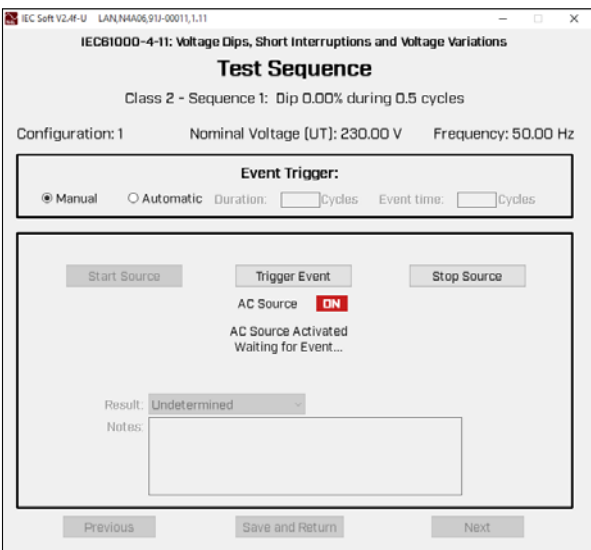 IEC Soft V2.4f-U LAN,N4A06,91J-00011,1.11
IEC61000-4-11: Voltage Dips, Short Interruptions and Voltage Variations
Test Sequence
Class 2 - Sequence 1: Dip 0.00% during 0.5 cycles
Configuration: 1 Nominal Voltage (UT): 230.00 V Frequency: 50.00 Hz
Event Trigger:
Manual Automatic Duration: Cycles Event time: Cycles
Start Source Trigger Event Stop Source
AC Source ON
AC Source Activated
Waiting for Event...
Result: Undetermined
Notes:
Previous Save and Return Next